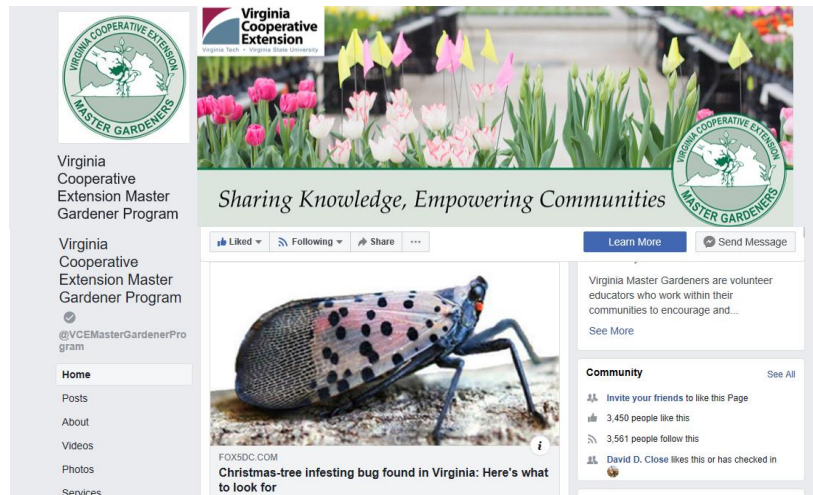 VIRGINIA COOPERATIVE EXTENSION
MASTER GARDENERS
Virginia
Cooperative
Extension
Virginia Tech • Virginia State University
VIRGINIA COOPERATIVE EXTENSION
MASTER GARDENERS
Sharing Knowledge, Empowering Communities
Virginia
Cooperative
Extension Master
Gardener Program
Virginia
Cooperative
Extension Master
Gardener Program
@VCEMasterGardenerPro
gram
Home
Posts
About
Videos
Photos
Services
Liked
Following
Share
...
Learn More
Send Message
i
FOX5DC.COM
Christmas-tree infesting bug found in Virginia: Here's what
to look for
Virginia Master Gardeners are volunteer
educators who work within their
communities to encourage and...
See More
Community
See All
Invite your friends to like this Page
3,450 people like this
3,561 people follow this
David D. Close likes this or has checked in